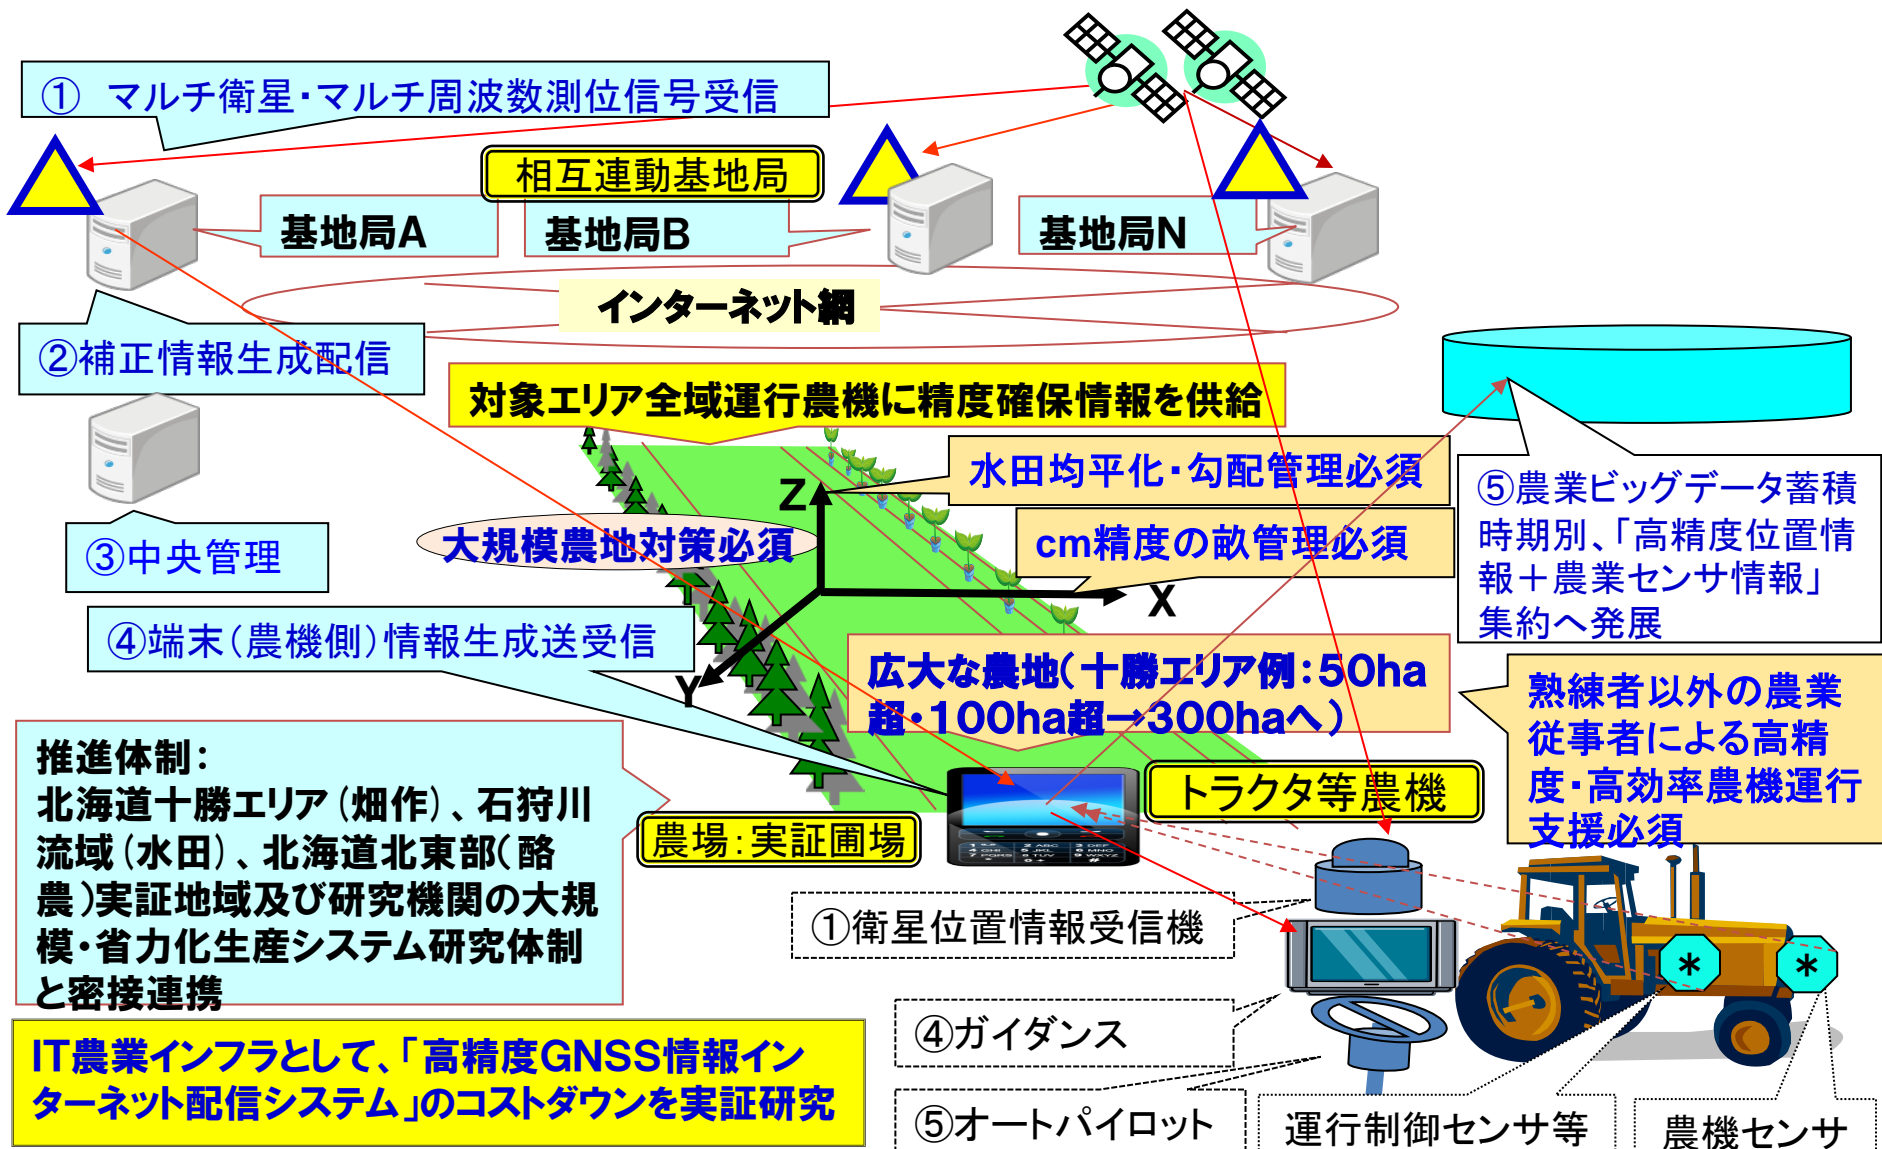 ① マルチ衛星・マルチ周波数測位信号受信
相互連動基地局
基地局A
基地局B
基地局N
インターネット網
②補正情報生成配信
対象エリア全域運行農機に精度確保情報を供給
水田均平化・勾配管理必須
Z
大規模農地対策必須
cm精度の畝管理必須
X
Y
③中央管理
④端末（農機側）情報生成送受信
⑤農業ビッグデータ蓄積
時期別、「高精度位置情
報＋農業センサ情報」
集約へ発展
広大な農地（十勝エリア例：50ha
超・100ha超→300haへ）
熟練者以外の農業
従事者による高精
度・高効率農機運行
支援必須
推進体制：
北海道十勝エリア（畑作）、石狩川
流域（水田）、北海道北東部（酪
農）実証地域及び研究機関の大規
模・省力化生産システム研究体制
と密接連携
農場：実証圃場
トラクタ等農機
①衛星位置情報受信機
④ガイダンス
⑤オートパイロット
運行制御センサ等
農機センサ
*
*
IT農業インフラとして、「高精度GNSS情報イン
ターネット配信システム」のコストダウンを実証研究